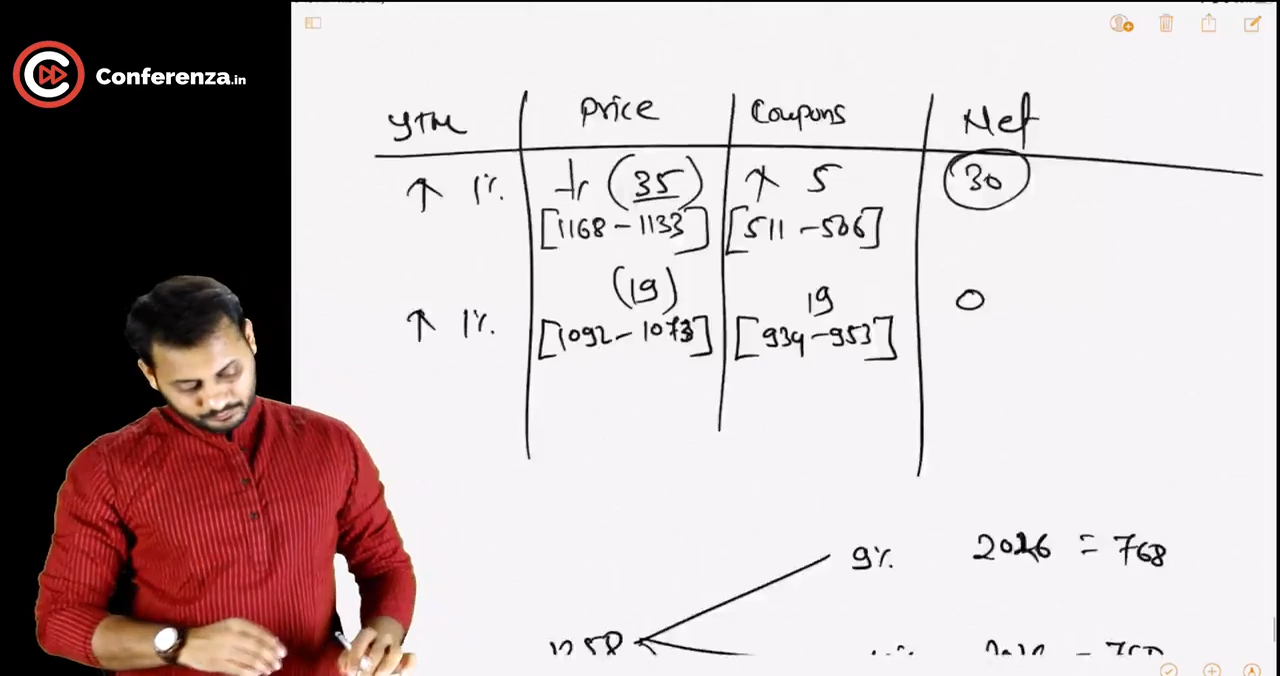 Conferenza.in
YTM Price Coupons Net
↑ 1% ↓ (35) ↑ 5 30
[1168 - 1133] [511 - 506]
(19) 19 0
↑ 1% [1092 - 1073] [934 - 953]
9% 2026 = 768
1258